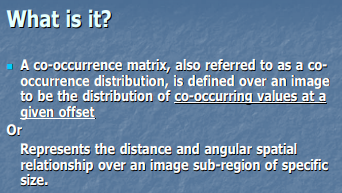 What is it?
A co-occurrence matrix, also referred to as a co-
occurrence distribution, is defined over an image
to be the distribution of co-occurring values at a
given offset
Or
Represents the distance and angular spatial
relationship over an image sub-region of specific
size.